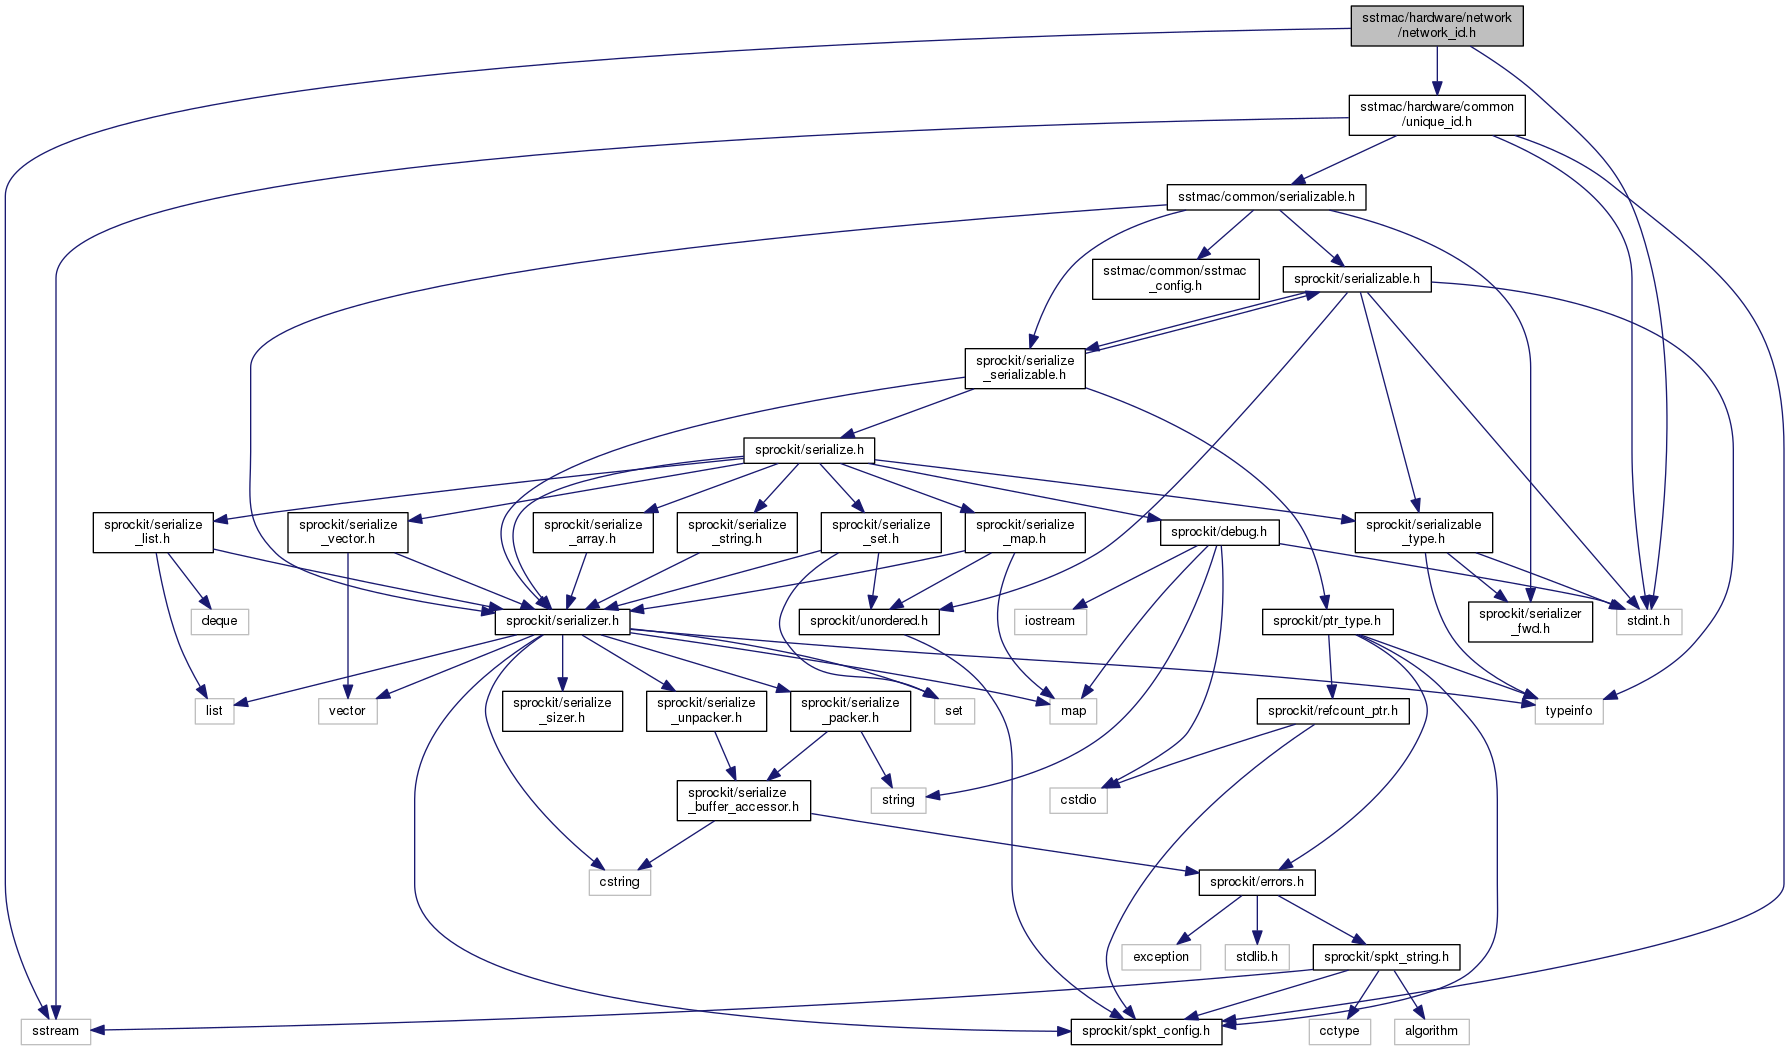 sstmac/hardware/network
/network_id.h
sstmac/hardware/common
/unique_id.h
sstmac/common/serializable.h
sstmac/common/sstmac
_config.h
sprockit/serializable.h
sprockit/serialize
_serializable.h
sprockit/serialize.h
sprockit/serialize
_list.h
sprockit/serialize
_vector.h
sprockit/serialize
_array.h
sprockit/serialize
_string.h
sprockit/serialize
_set.h
sprockit/serialize
_map.h
sprockit/debug.h
sprockit/serializable
_type.h
deque
sprockit/serializer.h
sprockit/unordered.h
iostream
sprockit/ptr_type.h
sprockit/serializer
_fwd.h
stdint.h
list
vector
sprockit/serialize
_sizer.h
sprockit/serialize
_unpacker.h
sprockit/serialize
_packer.h
set
map
sprockit/refcount_ptr.h
typeinfo
sprockit/serialize
_buffer_accessor.h
string
cstdio
cstring
sprockit/errors.h
exception
stdlib.h
sprockit/spkt_string.h
sstream
sprockit/spkt_config.h
cctype
algorithm